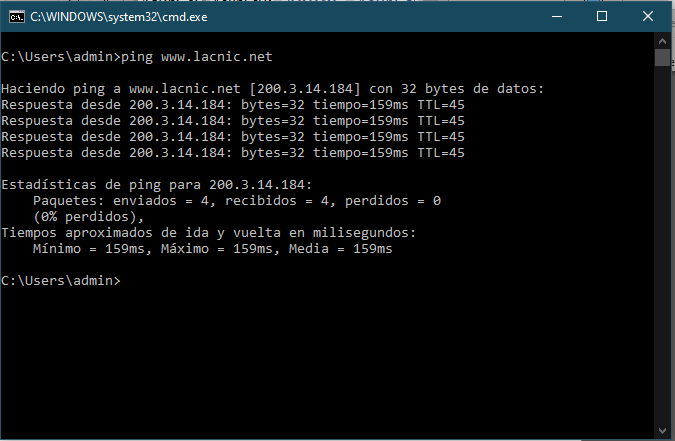 C:\WINDOWS\system32\cmd.exe
C:\Users\admin>ping www.lacnic.net
Haciendo ping a www.lacnic.net [200.3.14.184] con 32 bytes de datos:
Respuesta desde 200.3.14.184: bytes=32 tiempo=159ms TTL=45
Respuesta desde 200.3.14.184: bytes=32 tiempo=159ms TTL=45
Respuesta desde 200.3.14.184: bytes=32 tiempo=159ms TTL=45
Respuesta desde 200.3.14.184: bytes=32 tiempo=159ms TTL=45
Estadísticas de ping para 200.3.14.184:
    Paquetes: enviados = 4, recibidos = 4, perdidos = 0
    (0% perdidos),
Tiempos aproximados de ida y vuelta en milisegundos:
    Mínimo = 159ms, Máximo = 159ms, Media = 159ms
C:\Users\admin>